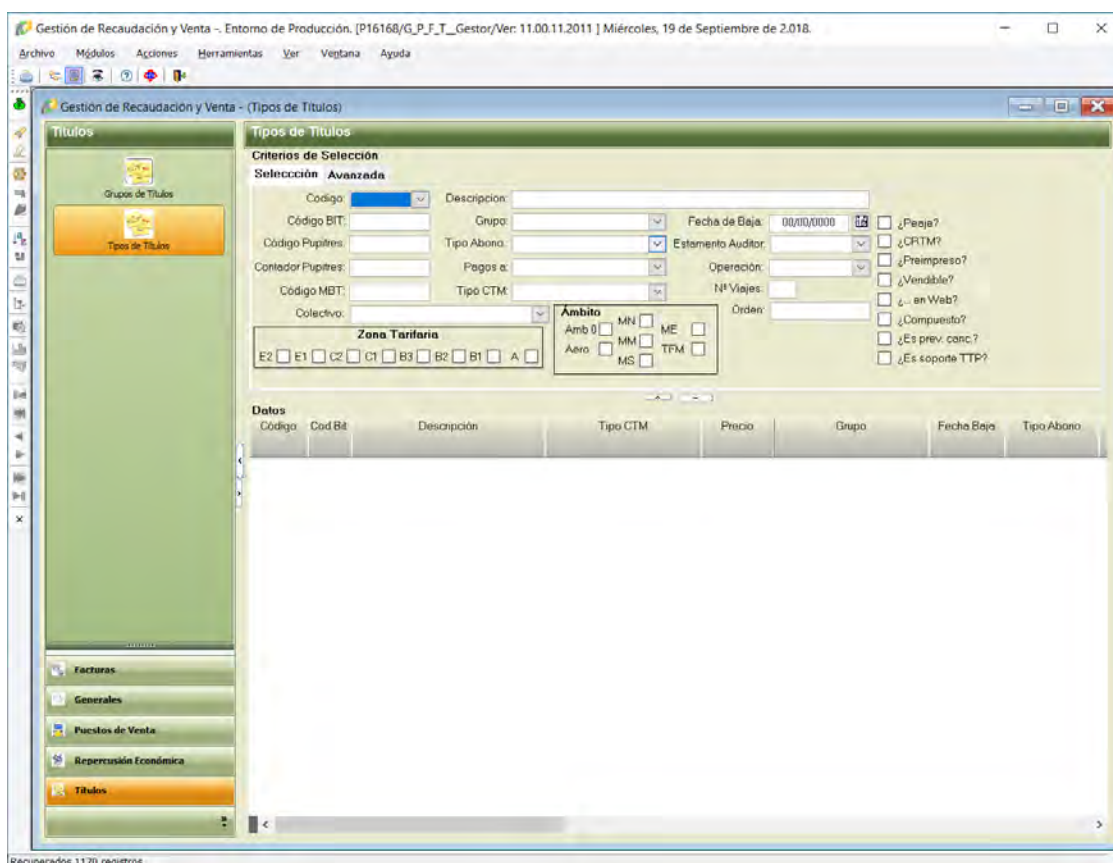 Gestión de Recaudación y Venta -. Entorno de Producción. [P16168/G_P_F_T__Gestor/Ver: 11.00.11.2011 ] Miércoles, 19 de Septiembre de 2.018.
Archivo Módulos Acciones Herramientas Ver Ventana Ayuda
Gestión de Recaudación y Venta - (Tipos de Títulos)
Títulos
Grupos de Títulos
Tipos de Títulos
Facturas
Generales
Puestos de Venta
Repercusión Económica
Títulos
Tipos de Títulos
Criterios de Selección
Seleccción Avanzada
Codigo: Descripcion:
Código BIT: Grupo: Fecha de Baja: 00/00/0000 ¿Peaje?
Código Pupitres: Tipo Abono: Estamento Auditor: ¿CRTM?
Contador Pupitres: Pagos a: Operación: ¿Preimpreso?
Código MBT: Tipo CTM: Nº Viajes: ¿Vendible?
Colectivo: Orden: ¿... en Web?
¿Compuesto?
¿Es prev. canc.?
¿Es soporte TTP?
Zona Tarifaria
E2 E1 C2 C1 B3 B2 B1 A
Ámbito
Amb 0 MN ME
Aero MM TFM
MS
Datos
Código Cod Bit Descripción Tipo CTM Precio Grupo Fecha Baja Tipo Abono
Recuperados 1170 registros